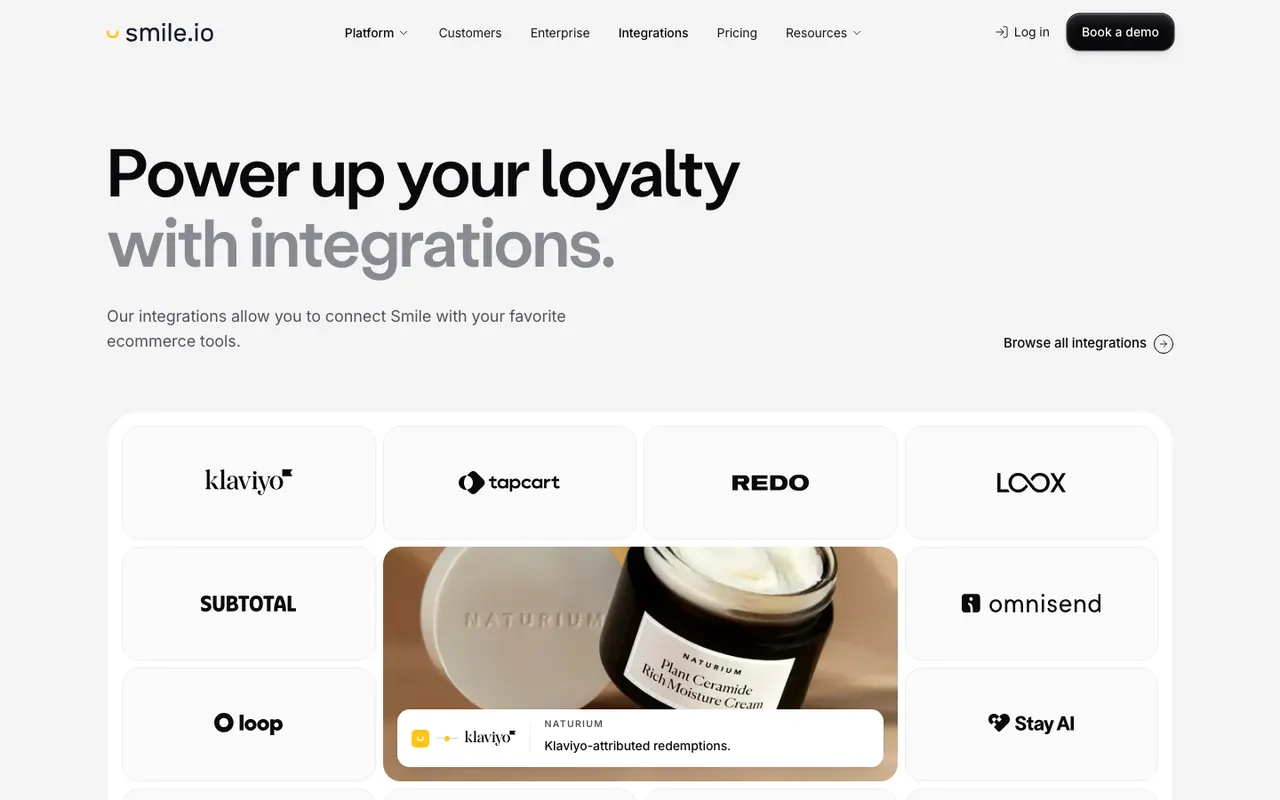 smile.io
Platform
Customers
Enterprise
Integrations
Pricing
Resources
Log in
Book a demo
Power up your loyalty
with integrations.
Our integrations allow you to connect Smile with your favorite
ecommerce tools.
Browse all integrations
klaviyo
tapcart
REDO
LOOX
SUBTOTAL
NATURIUM
NATURIUM
Plant Ceramide
Rich Moisture Cream
omnisend
loop
klaviyo
NATURIUM
Klaviyo-attributed redemptions.
Stay AI